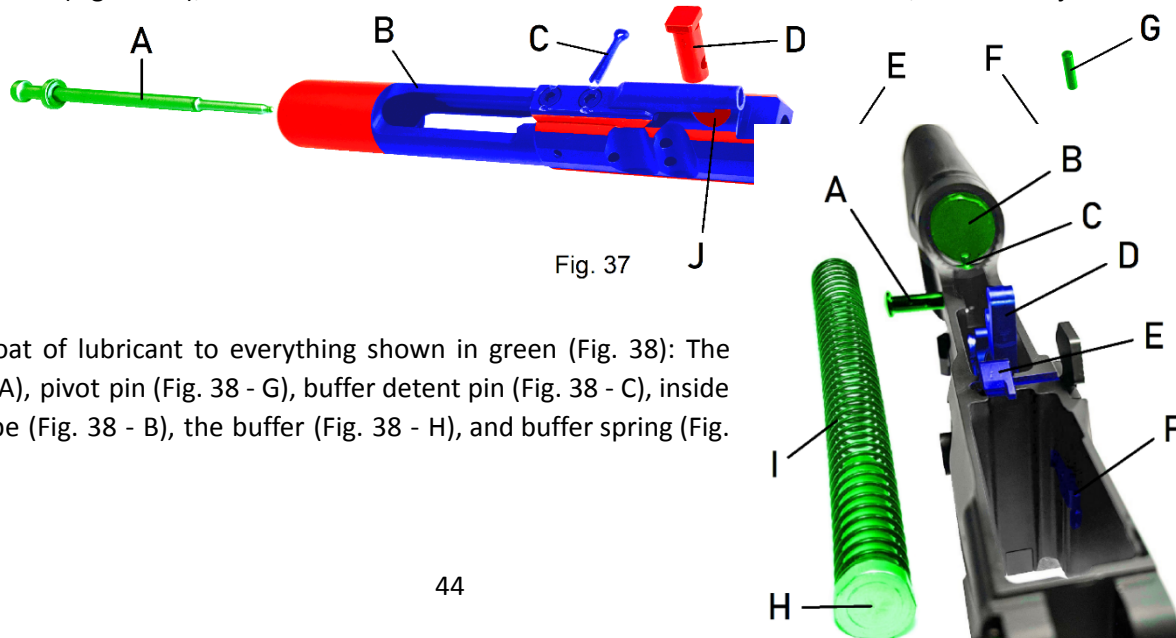 A
B
C
D
E
F
G
J
Fig. 37
A
B
C
D
E
F
I
H
oat of lubricant to everything shown in green (Fig. 38): The
A), pivot pin (Fig. 38 - G), buffer detent pin (Fig. 38 - C), inside
be (Fig. 38 - B), the buffer (Fig. 38 - H), and buffer spring (Fig.
44